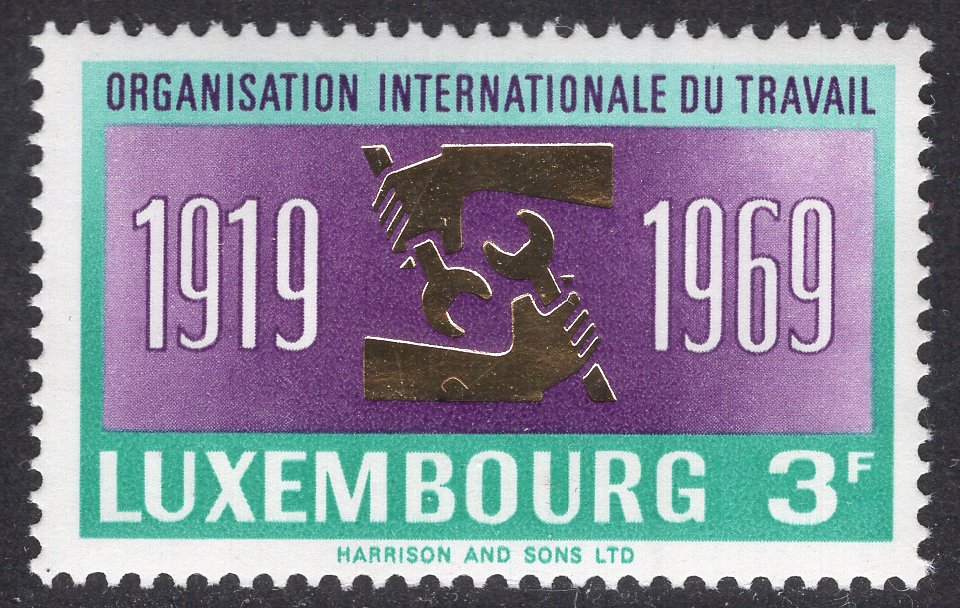 ORGANISATION INTERNATIONALE DU TRAVAIL
1919 1969
LUXEMBOURG 3F
HARRISON AND SONS LTD